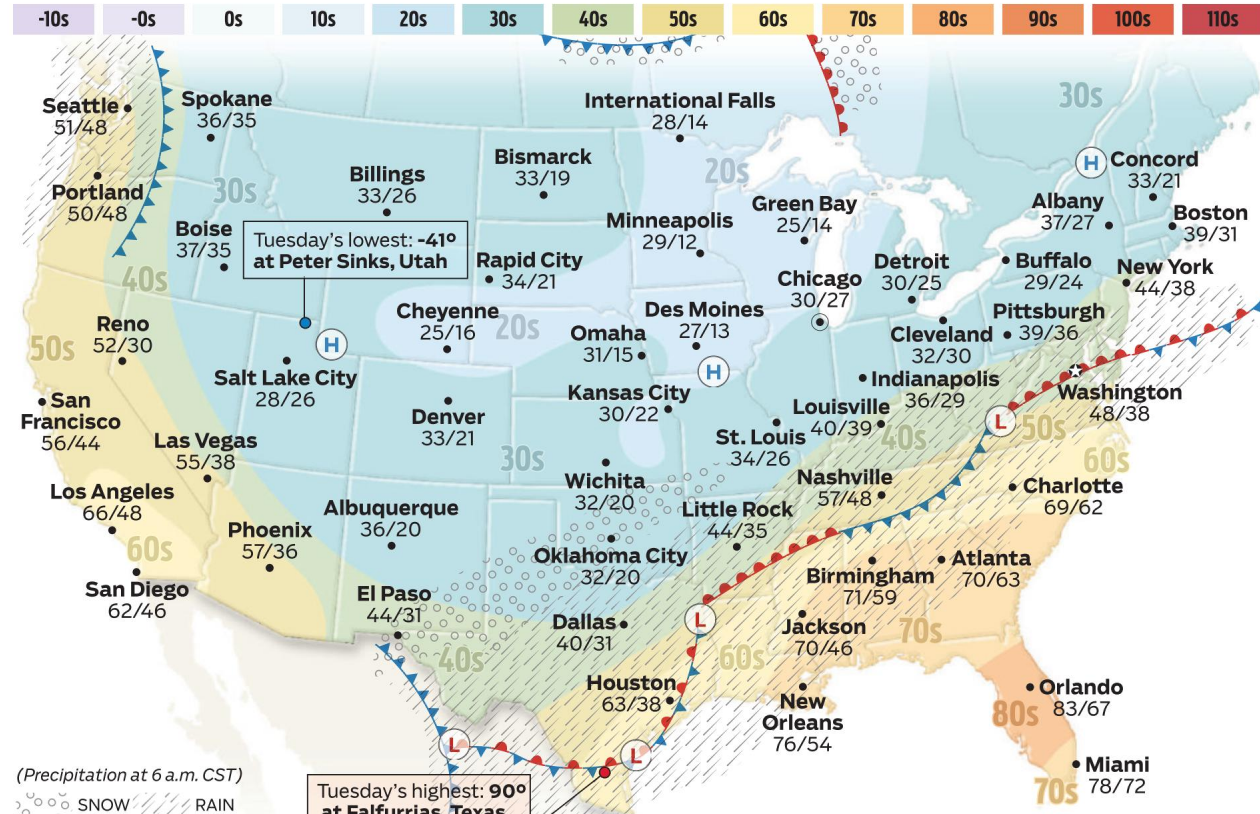 -10s -0s 0s 10s 20s 30s 40s 50s 60s 70s 80s 90s 100s 110s
Seattle
51/48
Spokane
36/35
International Falls
28/14
30s
Portland
50/48
30s
Billings
33/26
Bismarck
33/19
20s
H
Concord
33/21
Boise
37/35
Tuesday's lowest: -41°
at Peter Sinks, Utah
Minneapolis
29/12
Green Bay
25/14
Albany
37/27
Boston
39/31
40s
Rapid City
34/21
Chicago
30/27
Detroit
30/25
Buffalo
29/24
New York
44/38
50s
Reno
52/30
H
Cheyenne
25/16
20s
Omaha
31/15
Des Moines
27/13
Cleveland
32/30
Pittsburgh
39/36
Salt Lake City
28/26
H
Kansas City
30/22
Indianapolis
36/29
Washington
48/38
San
Francisco
56/44
Denver
33/21
Louisville
40/39
L
50s
Las Vegas
55/38
30s
St. Louis
34/26
40s
60s
Los Angeles
66/48
Wichita
32/20
Nashville
57/48
Charlotte
69/62
Albuquerque
36/20
Little Rock
44/35
Phoenix
57/36
60s
Oklahoma City
32/20
Birmingham
71/59
Atlanta
70/63
San Diego
62/46
El Paso
44/31
Dallas
40/31
L
Jackson
70/46
70s
40s
60s
Houston
63/38
New
Orleans
76/54
Orlando
83/67
80s
L
L
Miami
78/72
70s
(Precipitation at 6 a.m. CST)
SNOW RAIN
Tuesday's highest: 90°
at Falfurrias, Texas